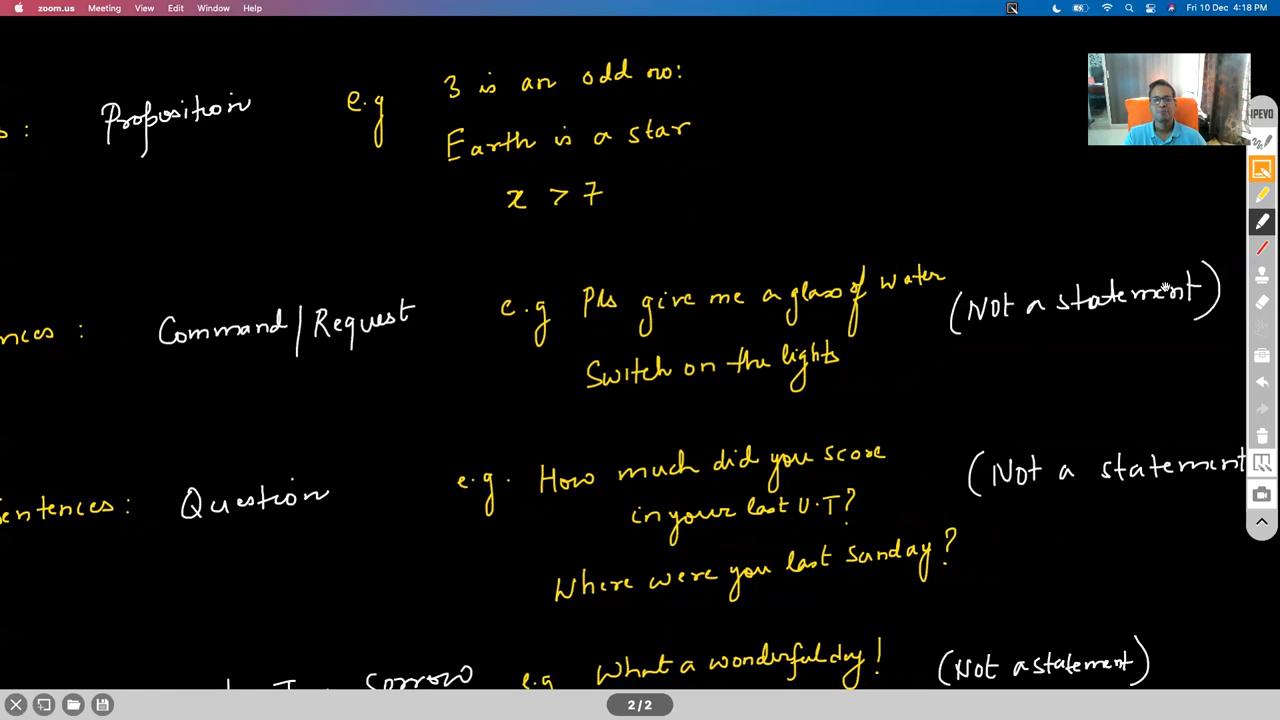 zoom.us Meeting View Edit Window Help Fri 10 Dec 4:18 PM
s: Proposition e.g 3 is an odd no:
Earth is a star
x > 7
IPEVO
ences: Command/Request e.g Pls give me a glass of water (Not a statement)
Switch on the lights
entences: Question e.g. How much did you score (Not a statement
in your last U.T?
Where were you last Sunday?
sorrow e.g What a wonderful day! (Not a statement)
2/2